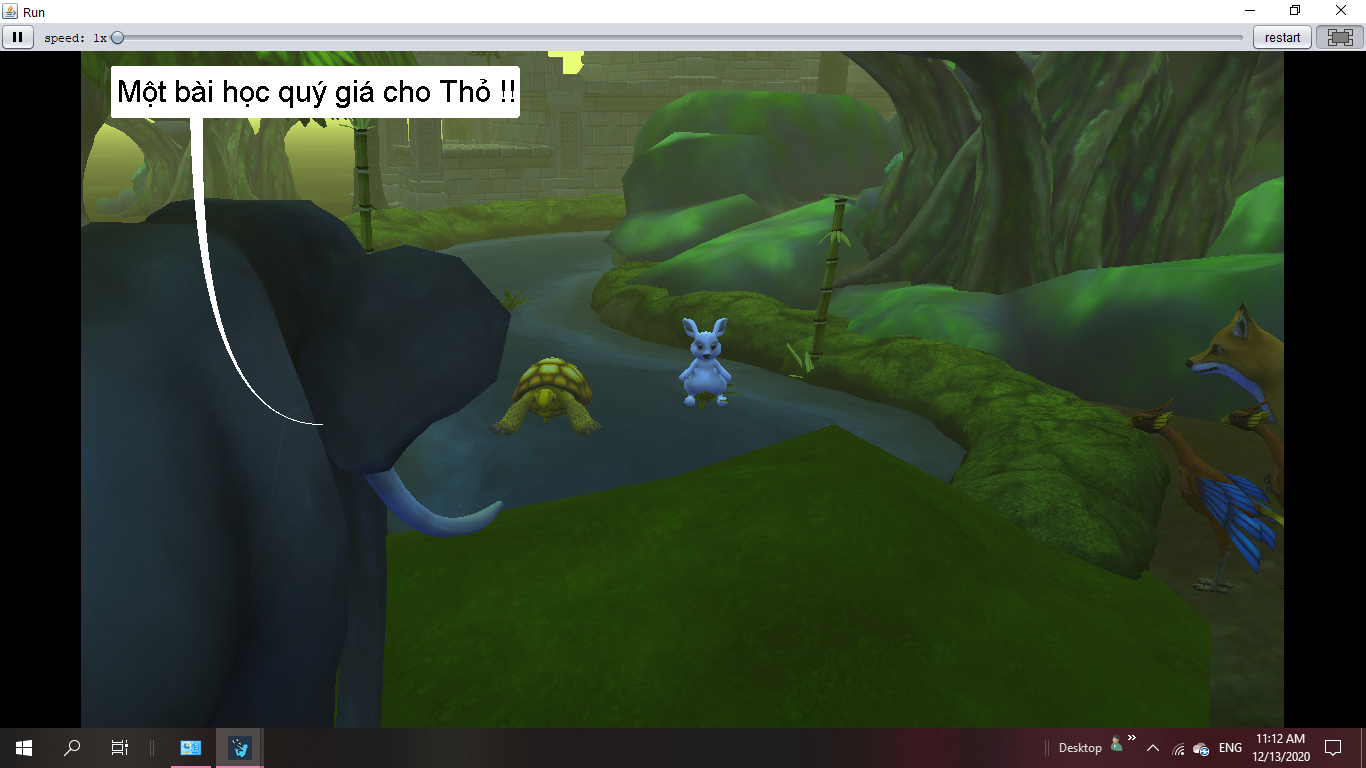 Run
speed: 1x
restart
Một bài học quý giá cho Thỏ !!
Desktop
»
ENG
11:12 AM
12/13/2020